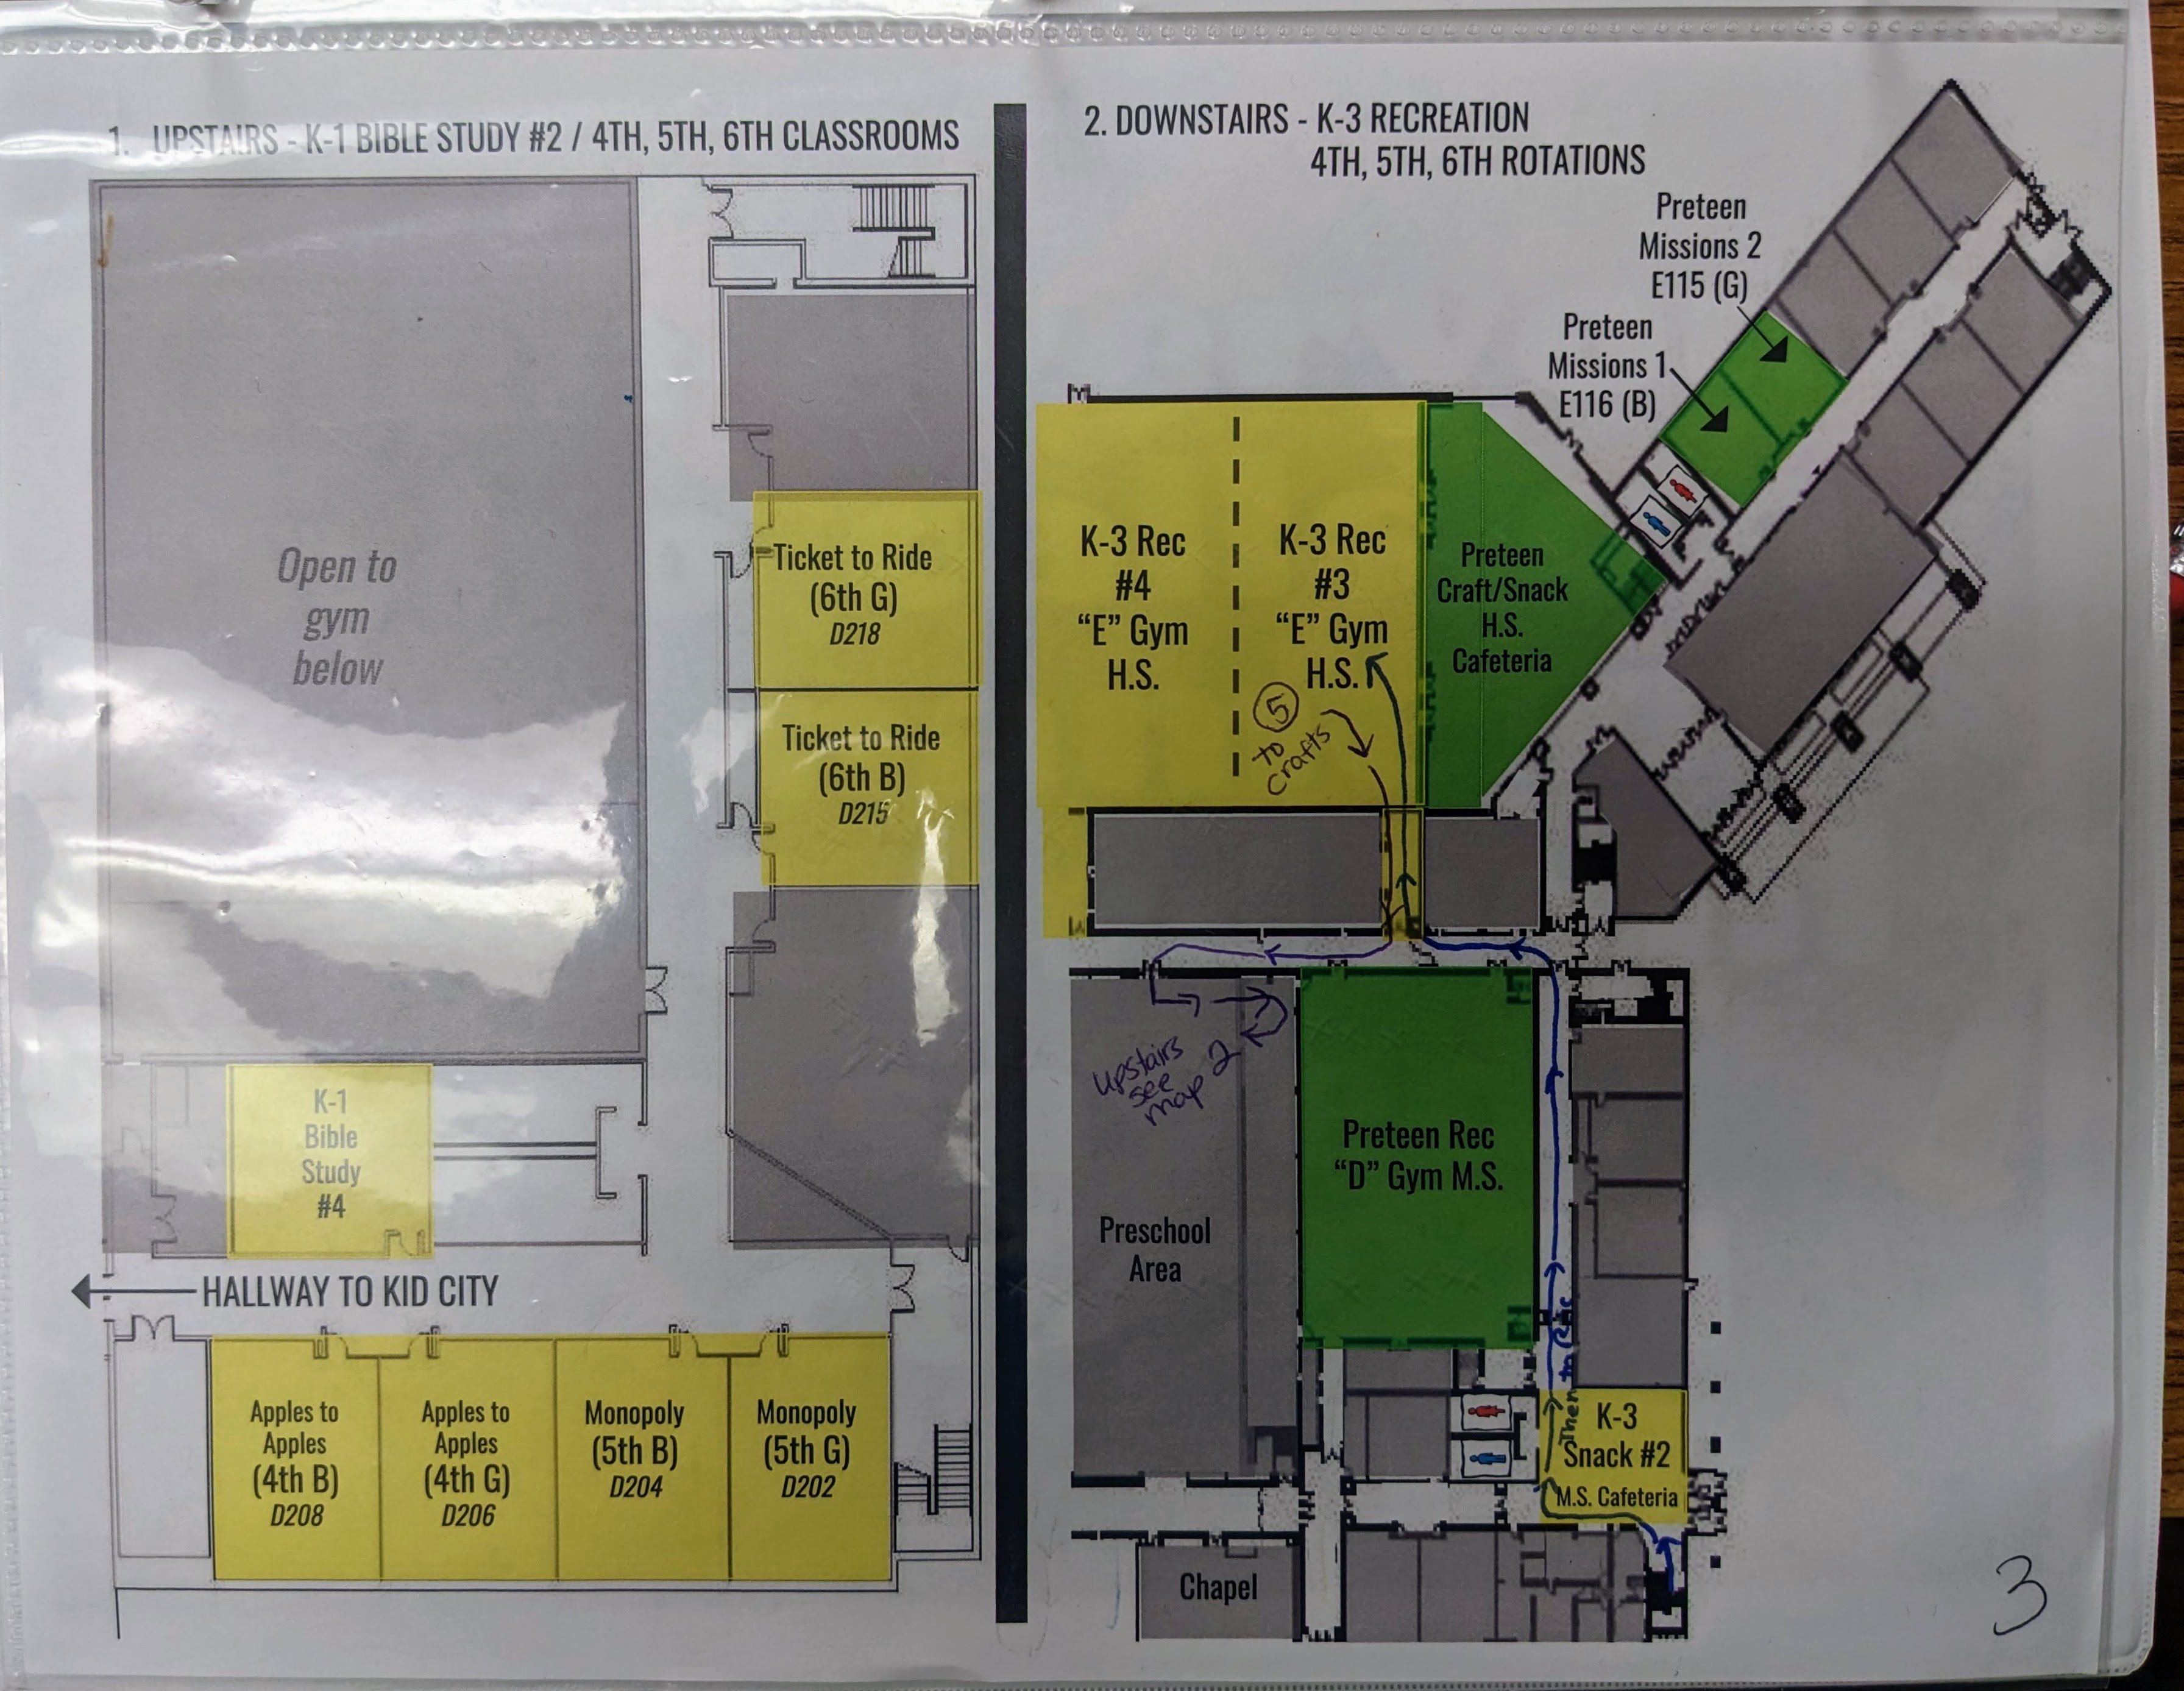 1. UPSTAIRS - K-1 BIBLE STUDY #2 / 4TH, 5TH, 6TH CLASSROOMS
Open to
gym
below
Ticket to Ride
(6th G)
D218
Ticket to Ride
(6th B)
D215
K-1
Bible
Study
#4
HALLWAY TO KID CITY
Apples to
Apples
(4th B)
D208
Apples to
Apples
(4th G)
D206
Monopoly
(5th B)
D204
Monopoly
(5th G)
D202
2. DOWNSTAIRS - K-3 RECREATION
4TH, 5TH, 6TH ROTATIONS
Preteen
Missions 2
E115 (G)
Preteen
Missions 1
E116 (B)
K-3 Rec
#4
“E” Gym
H.S.
K-3 Rec
#3
“E” Gym
H.S.
Preteen
Craft/Snack
H.S.
Cafeteria
5
to
crafts
upstairs
see
map 2
Preteen Rec
“D” Gym M.S.
Preschool
Area
Then to Rec
K-3
Snack #2
M.S. Cafeteria
Chapel
3